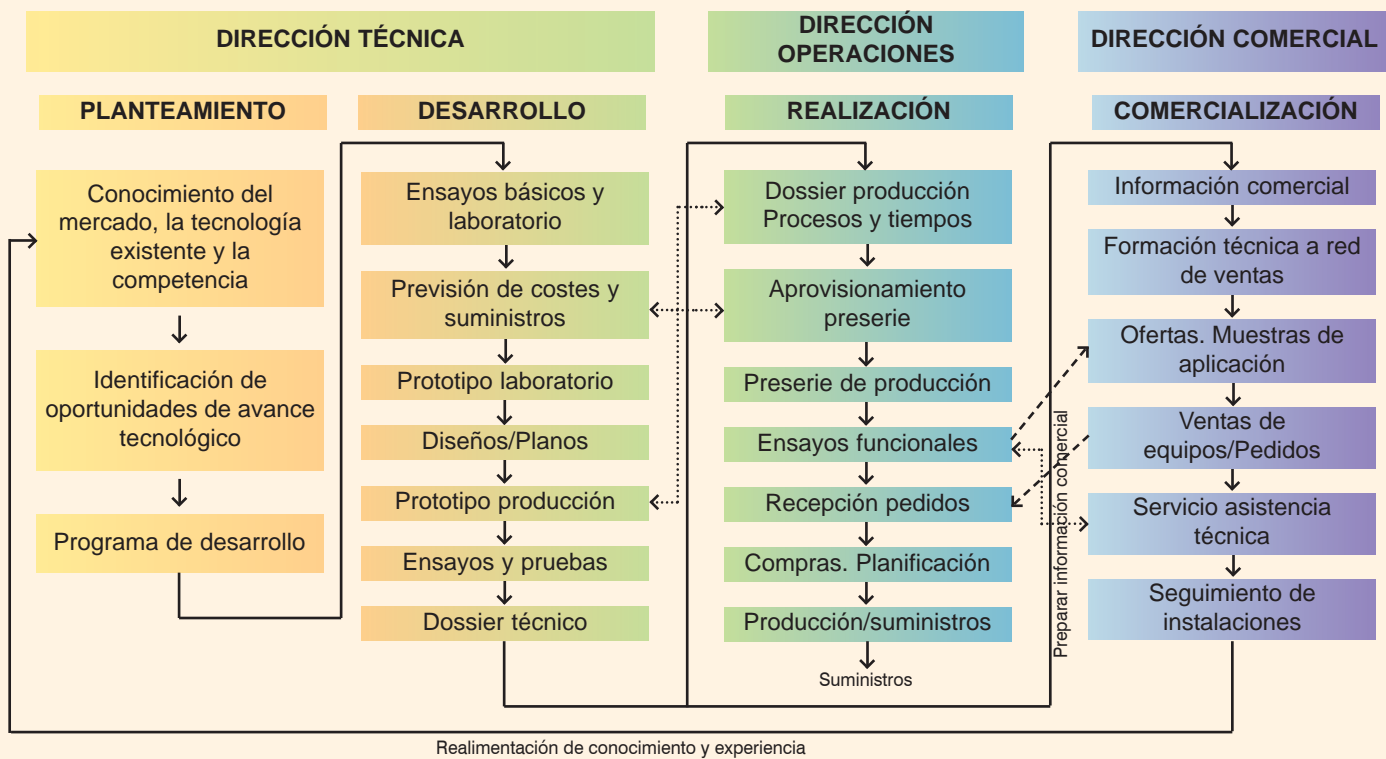 DIRECCIÓN TÉCNICA
DIRECCIÓN
OPERACIONES
DIRECCIÓN COMERCIAL
PLANTEAMIENTO
DESARROLLO
REALIZACIÓN
COMERCIALIZACIÓN
Conocimiento del
mercado, la tecnología
existente y la
competencia
Identificación de
oportunidades de avance
tecnológico
Programa de desarrollo
Ensayos básicos y
laboratorio
Previsión de costes y
suministros
Prototipo laboratorio
Diseños/Planos
Prototipo producción
Ensayos y pruebas
Dossier técnico
Dossier producción
Procesos y tiempos
Aprovisionamiento
preserie
Preserie de producción
Ensayos funcionales
Recepción pedidos
Compras. Planificación
Producción/suministros
Suministros
Preparar información comercial
Información comercial
Formación técnica a red
de ventas
Ofertas. Muestras de
aplicación
Ventas de
equipos/Pedidos
Servicio asistencia
técnica
Seguimiento de
instalaciones
Realimentación de conocimiento y experiencia